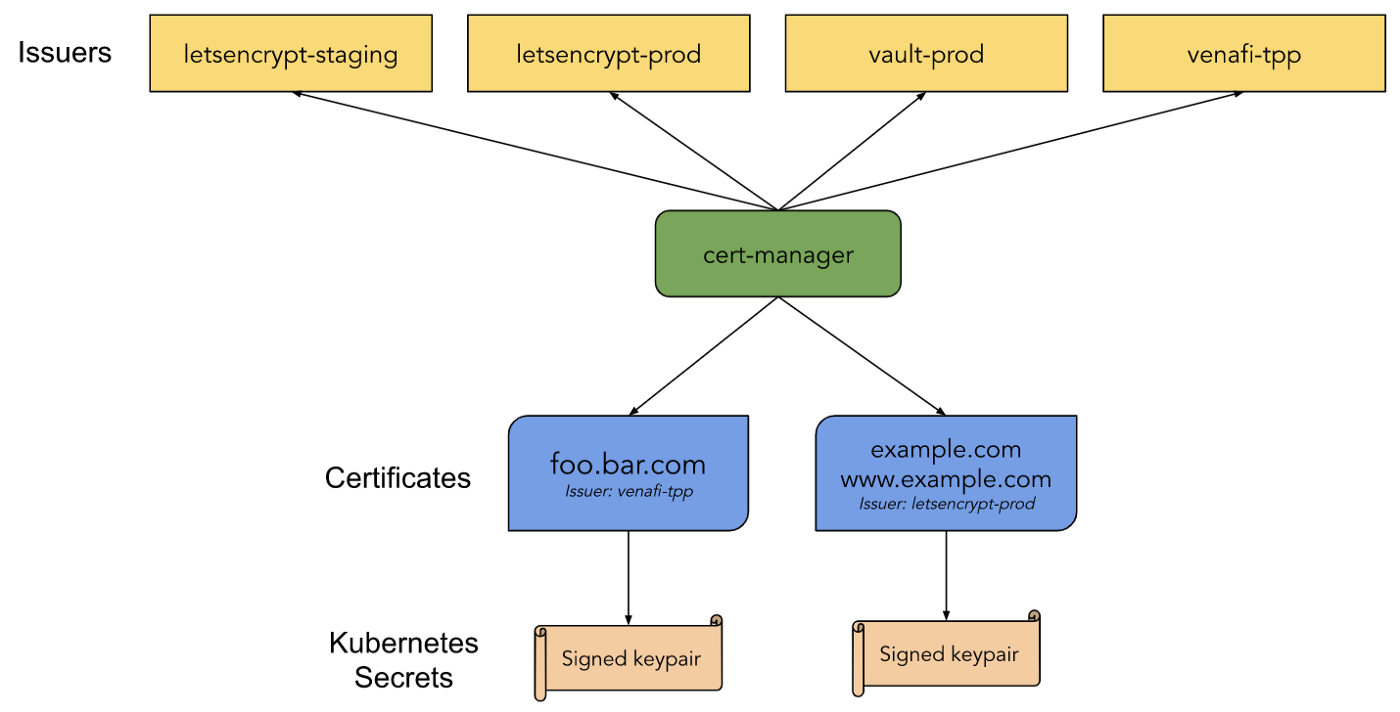 Issuers
letsencrypt-staging
letsencrypt-prod
vault-prod
venafi-tpp
cert-manager
Certificates
foo.bar.com
Issuer: venafi-tpp
example.com
www.example.com
Issuer: letsencrypt-prod
Kubernetes
Secrets
Signed keypair
Signed keypair